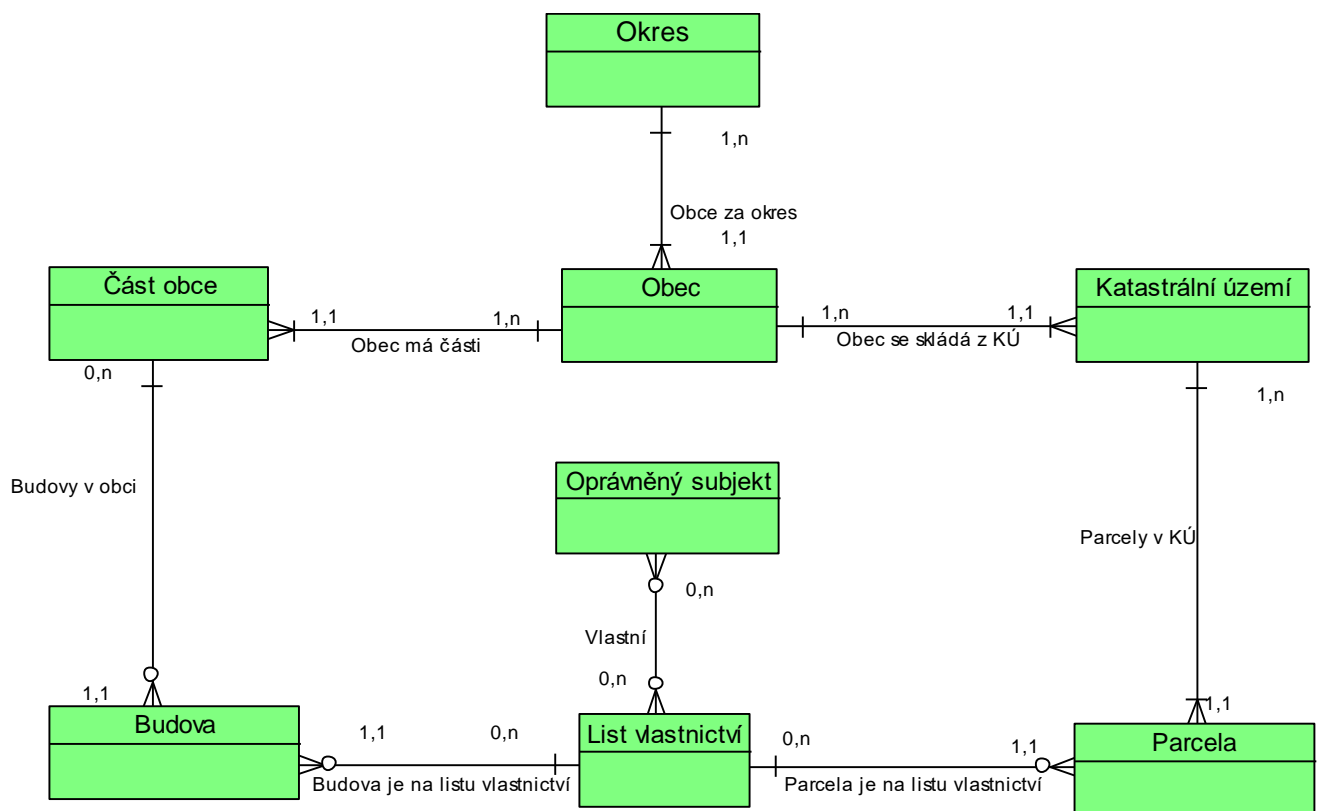 Okres
1,n
Obce za okres
1,1
Část obce
Obec
Katastrální území
1,1
1,n
Obec má části
1,n
1,1
Obec se skládá z KÚ
0,n
1,n
Budovy v obci
Oprávněný subjekt
Parcely v KÚ
0,n
Vlastní
0,n
1,1
1,1
Budova
List vlastnictví
Parcela
1,1
0,n
Budova je na listu vlastnictví
0,n
1,1
Parcela je na listu vlastnictví